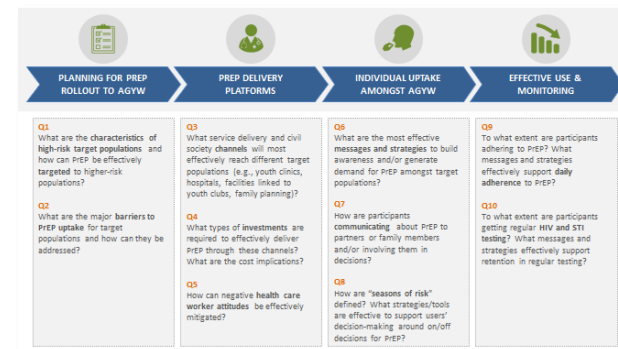 PLANNING FOR PREP
ROLLOUT TO AGYW
PREP DELIVERY
PLATFORMS
INDIVIDUAL UPTAKE
AMONGST AGYW
EFFECTIVE USE &
MONITORING
Q1
What are the characteristics of
high-risk target populations and
how can PrEP be effectively
targeted to higher-risk
populations?
Q2
What are the major barriers to
PrEP uptake for target
populations and how can they be
addressed?
Q3
What service delivery and civil
society channels will most
effectively reach different target
populations (e.g., youth clinics,
hospitals, facilities linked to
youth clubs, family planning)?
Q4
What types of investments are
required to effectively deliver
PrEP through these channels?
What are the cost implications?
Q5
How can negative health care
worker attitudes be effectively
mitigated?
Q6
What are the most effective
messages and strategies to build
awareness and/or generate
demand for PrEP amongst target
populations?
Q7
How are participants
communicating about PrEP to
partners or family members
and/or involving them in
decisions?
Q8
How are “seasons of risk”
defined? What strategies/tools
are effective to support users’
decision-making around on/off
decisions for PrEP?
Q9
To what extent are participants
adhering to PrEP? What
messages and strategies
effectively support daily
adherence to PrEP?
Q10
To what extent are participants
getting regular HIV and STI
testing? What messages and
strategies effectively support
retention in regular testing?